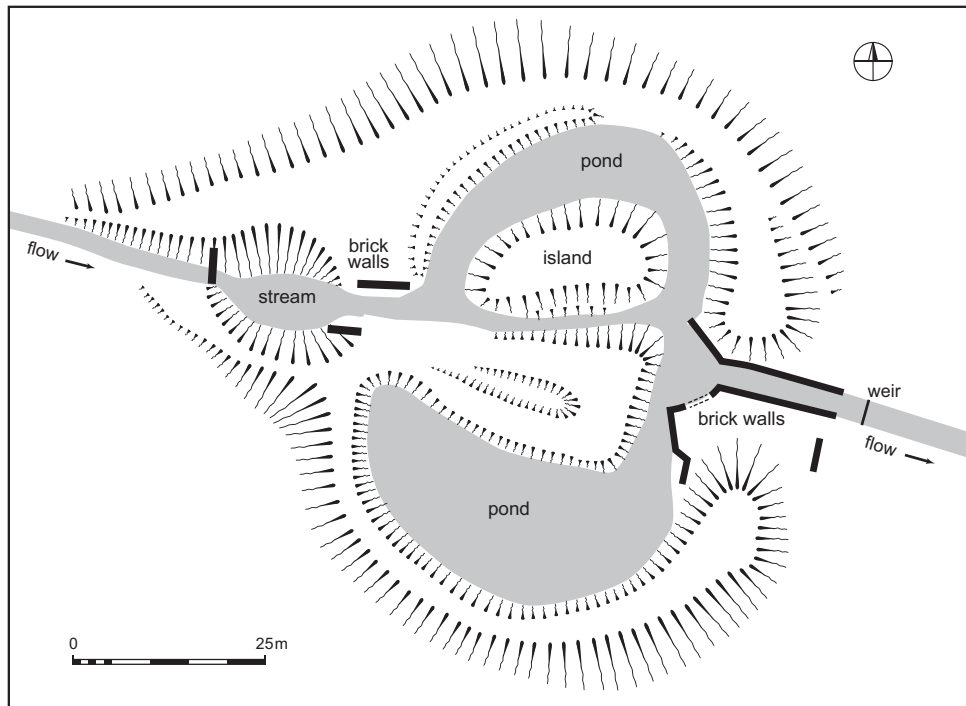 pond
brick
walls
island
flow
stream
weir
brick walls
flow
pond
0
25m